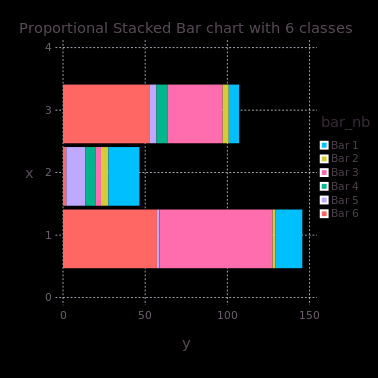 Proportional Stacked Bar chart with 6 classes
4
3
2
1
0
x
0 50 100 150
y
bar_nb
Bar 1
Bar 2
Bar 3
Bar 4
Bar 5
Bar 6